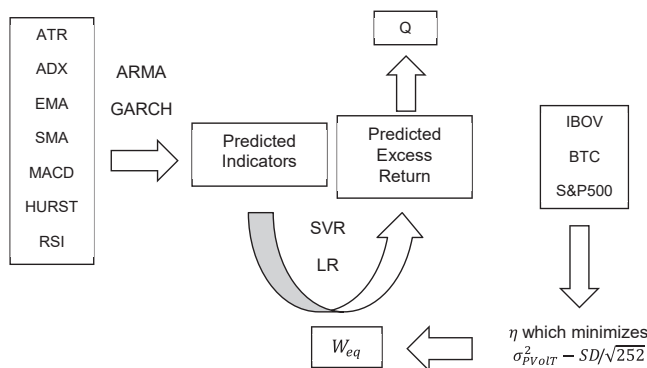 ATR
ADX
EMA
SMA
MACD
HURST
RSI
ARMA
GARCH
Predicted
Indicators
Q
Predicted
Excess
Return
SVR
LR
IBOV
BTC
S&P500
η which minimizes
σ²_PVolT − SD/√252
W_eq